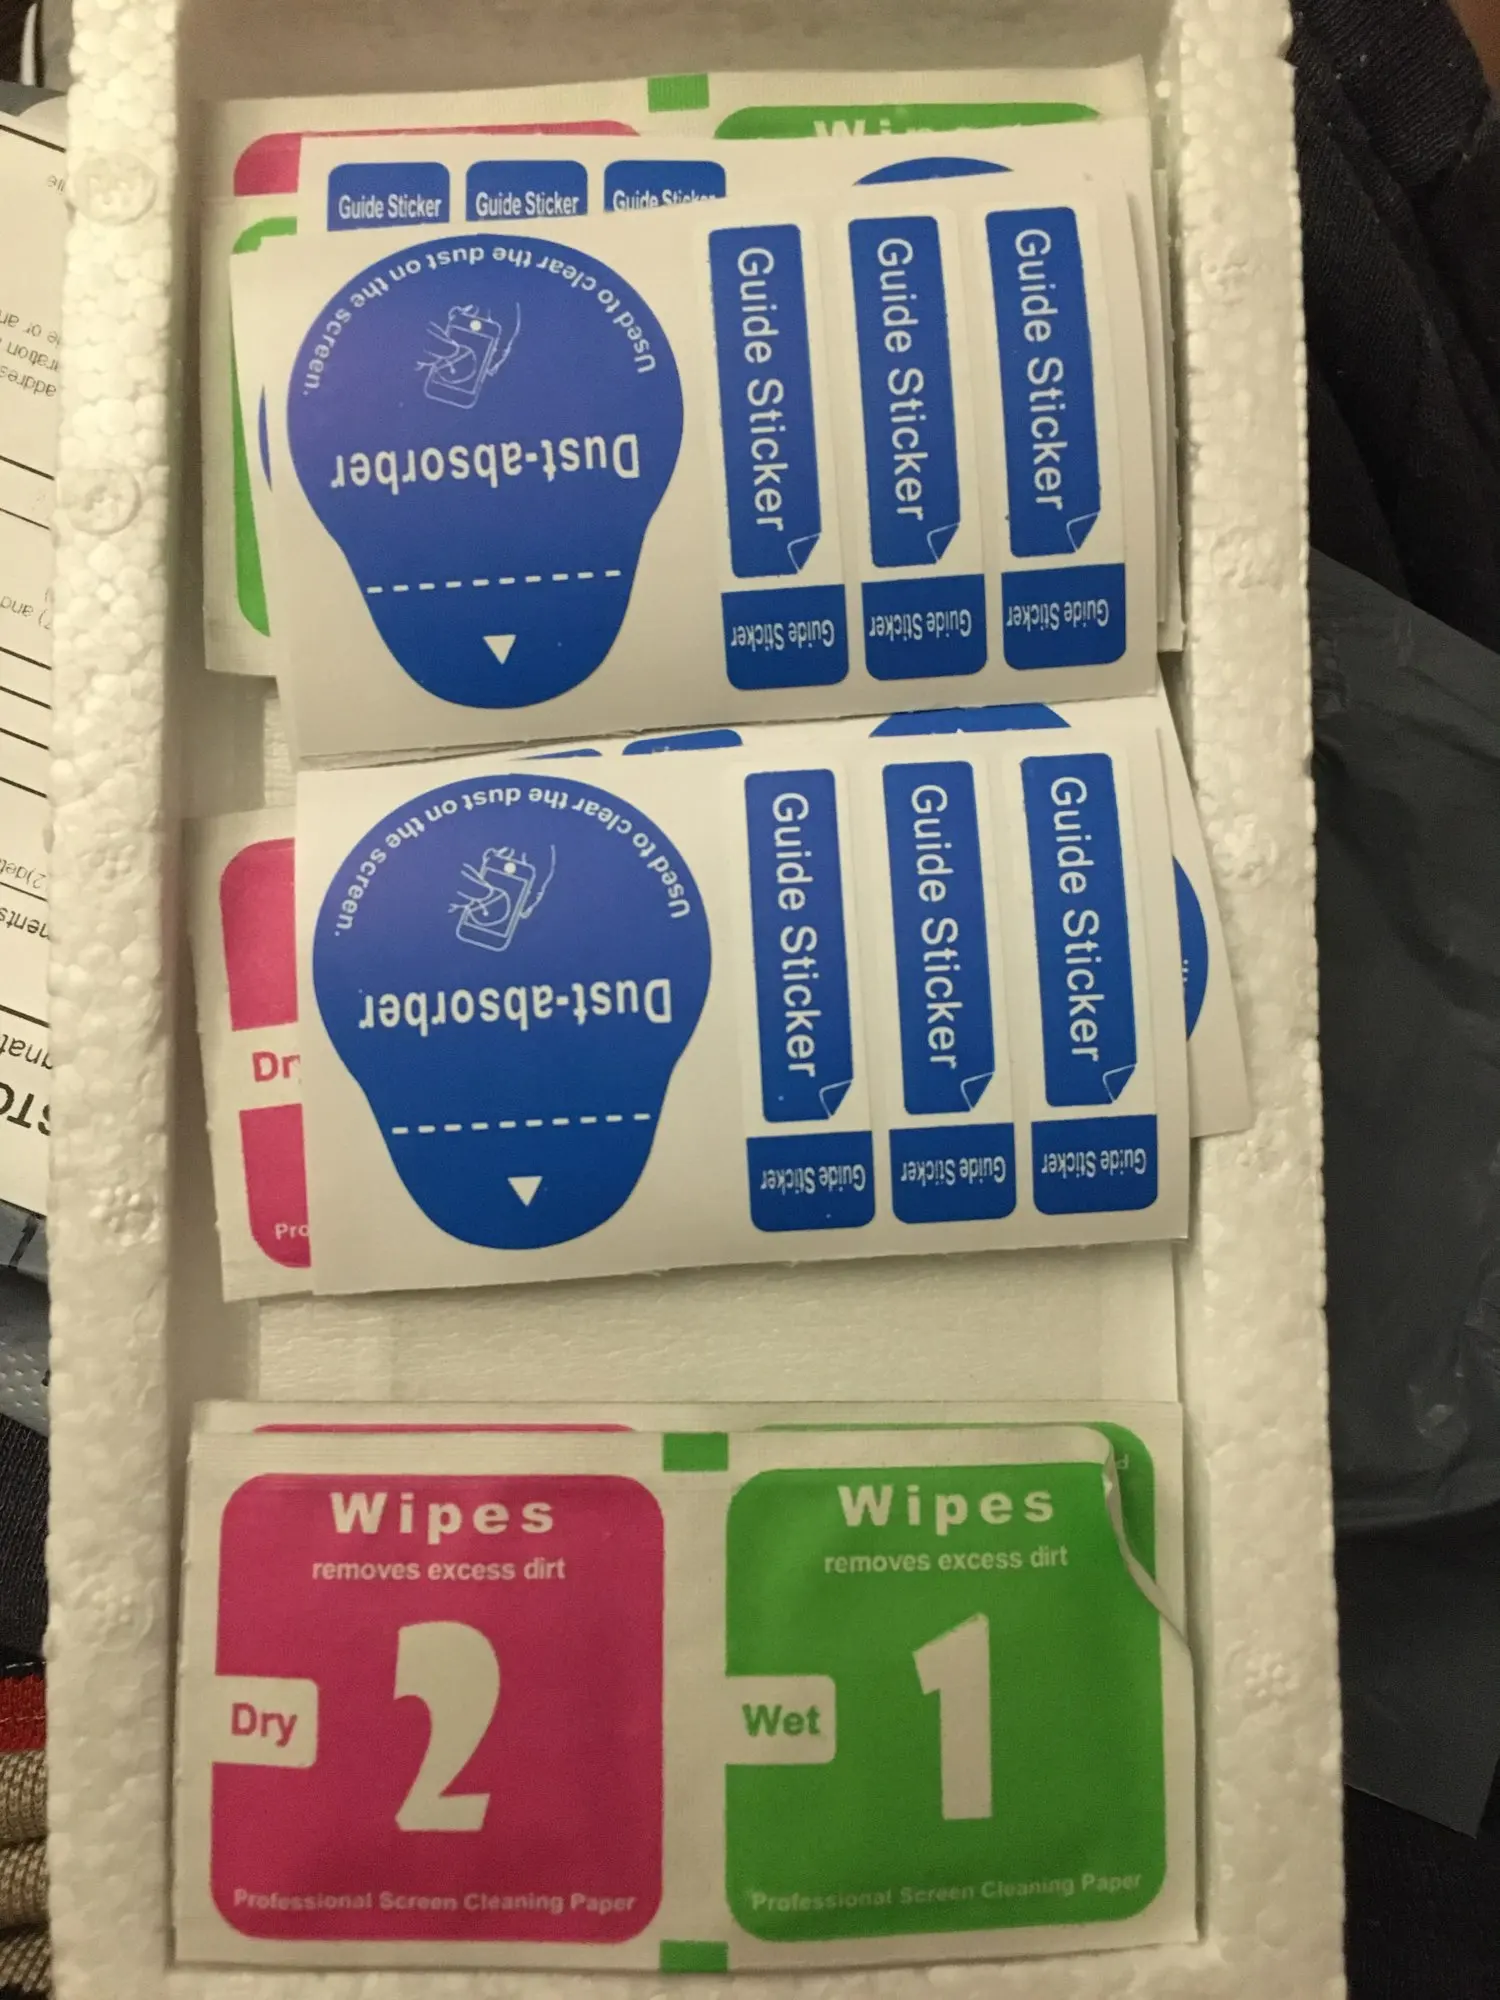 Guide Sticker
Guide Sticker
Guide Sticker
Used to clear the dust on the screen.
Dust-absorber
Guide Sticker
Guide Sticker
Guide Sticker
Guide Sticker
Guide Sticker
Guide Sticker
Used to clear the dust on the screen.
Dust-absorber
Guide Sticker
Guide Sticker
Guide Sticker
Guide Sticker
Guide Sticker
Guide Sticker
Wipes
removes excess dirt
2
Dry
Professional Screen Cleaning Paper
Wipes
removes excess dirt
1
Wet
Professional Screen Cleaning Paper